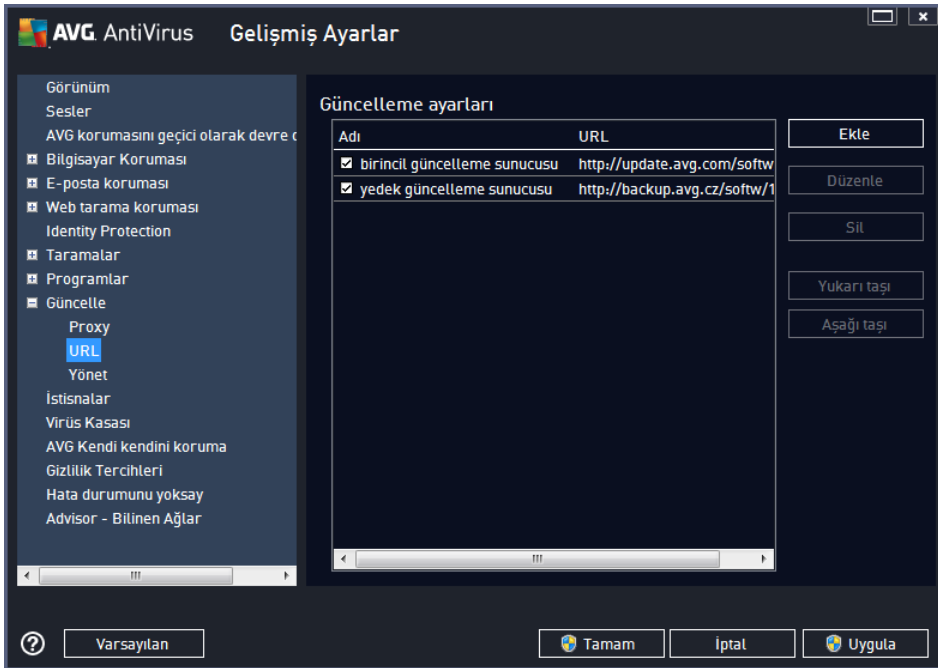 AVG AntiVirus Gelişmiş Ayarlar
Görünüm
Sesler
AVG korumasını geçici olarak devre
Bilgisayar Koruması
E-posta koruması
Web tarama koruması
Identity Protection
Taramalar
Programlar
Güncelle
Proxy
URL
Yönet
İstisnalar
Virüs Kasası
AVG Kendi kendini koruma
Gizlilik Tercihleri
Hata durumunu yoksay
Advisor - Bilinen Ağlar
Güncelleme ayarları
Adı URL
birincil güncelleme sunucusu http://update.avg.com/softw
yedek güncelleme sunucusu http://backup.avg.cz/softw/1
Ekle
Düzenle
Sil
Yukarı taşı
Aşağı taşı
? Varsayılan Tamam İptal Uygula